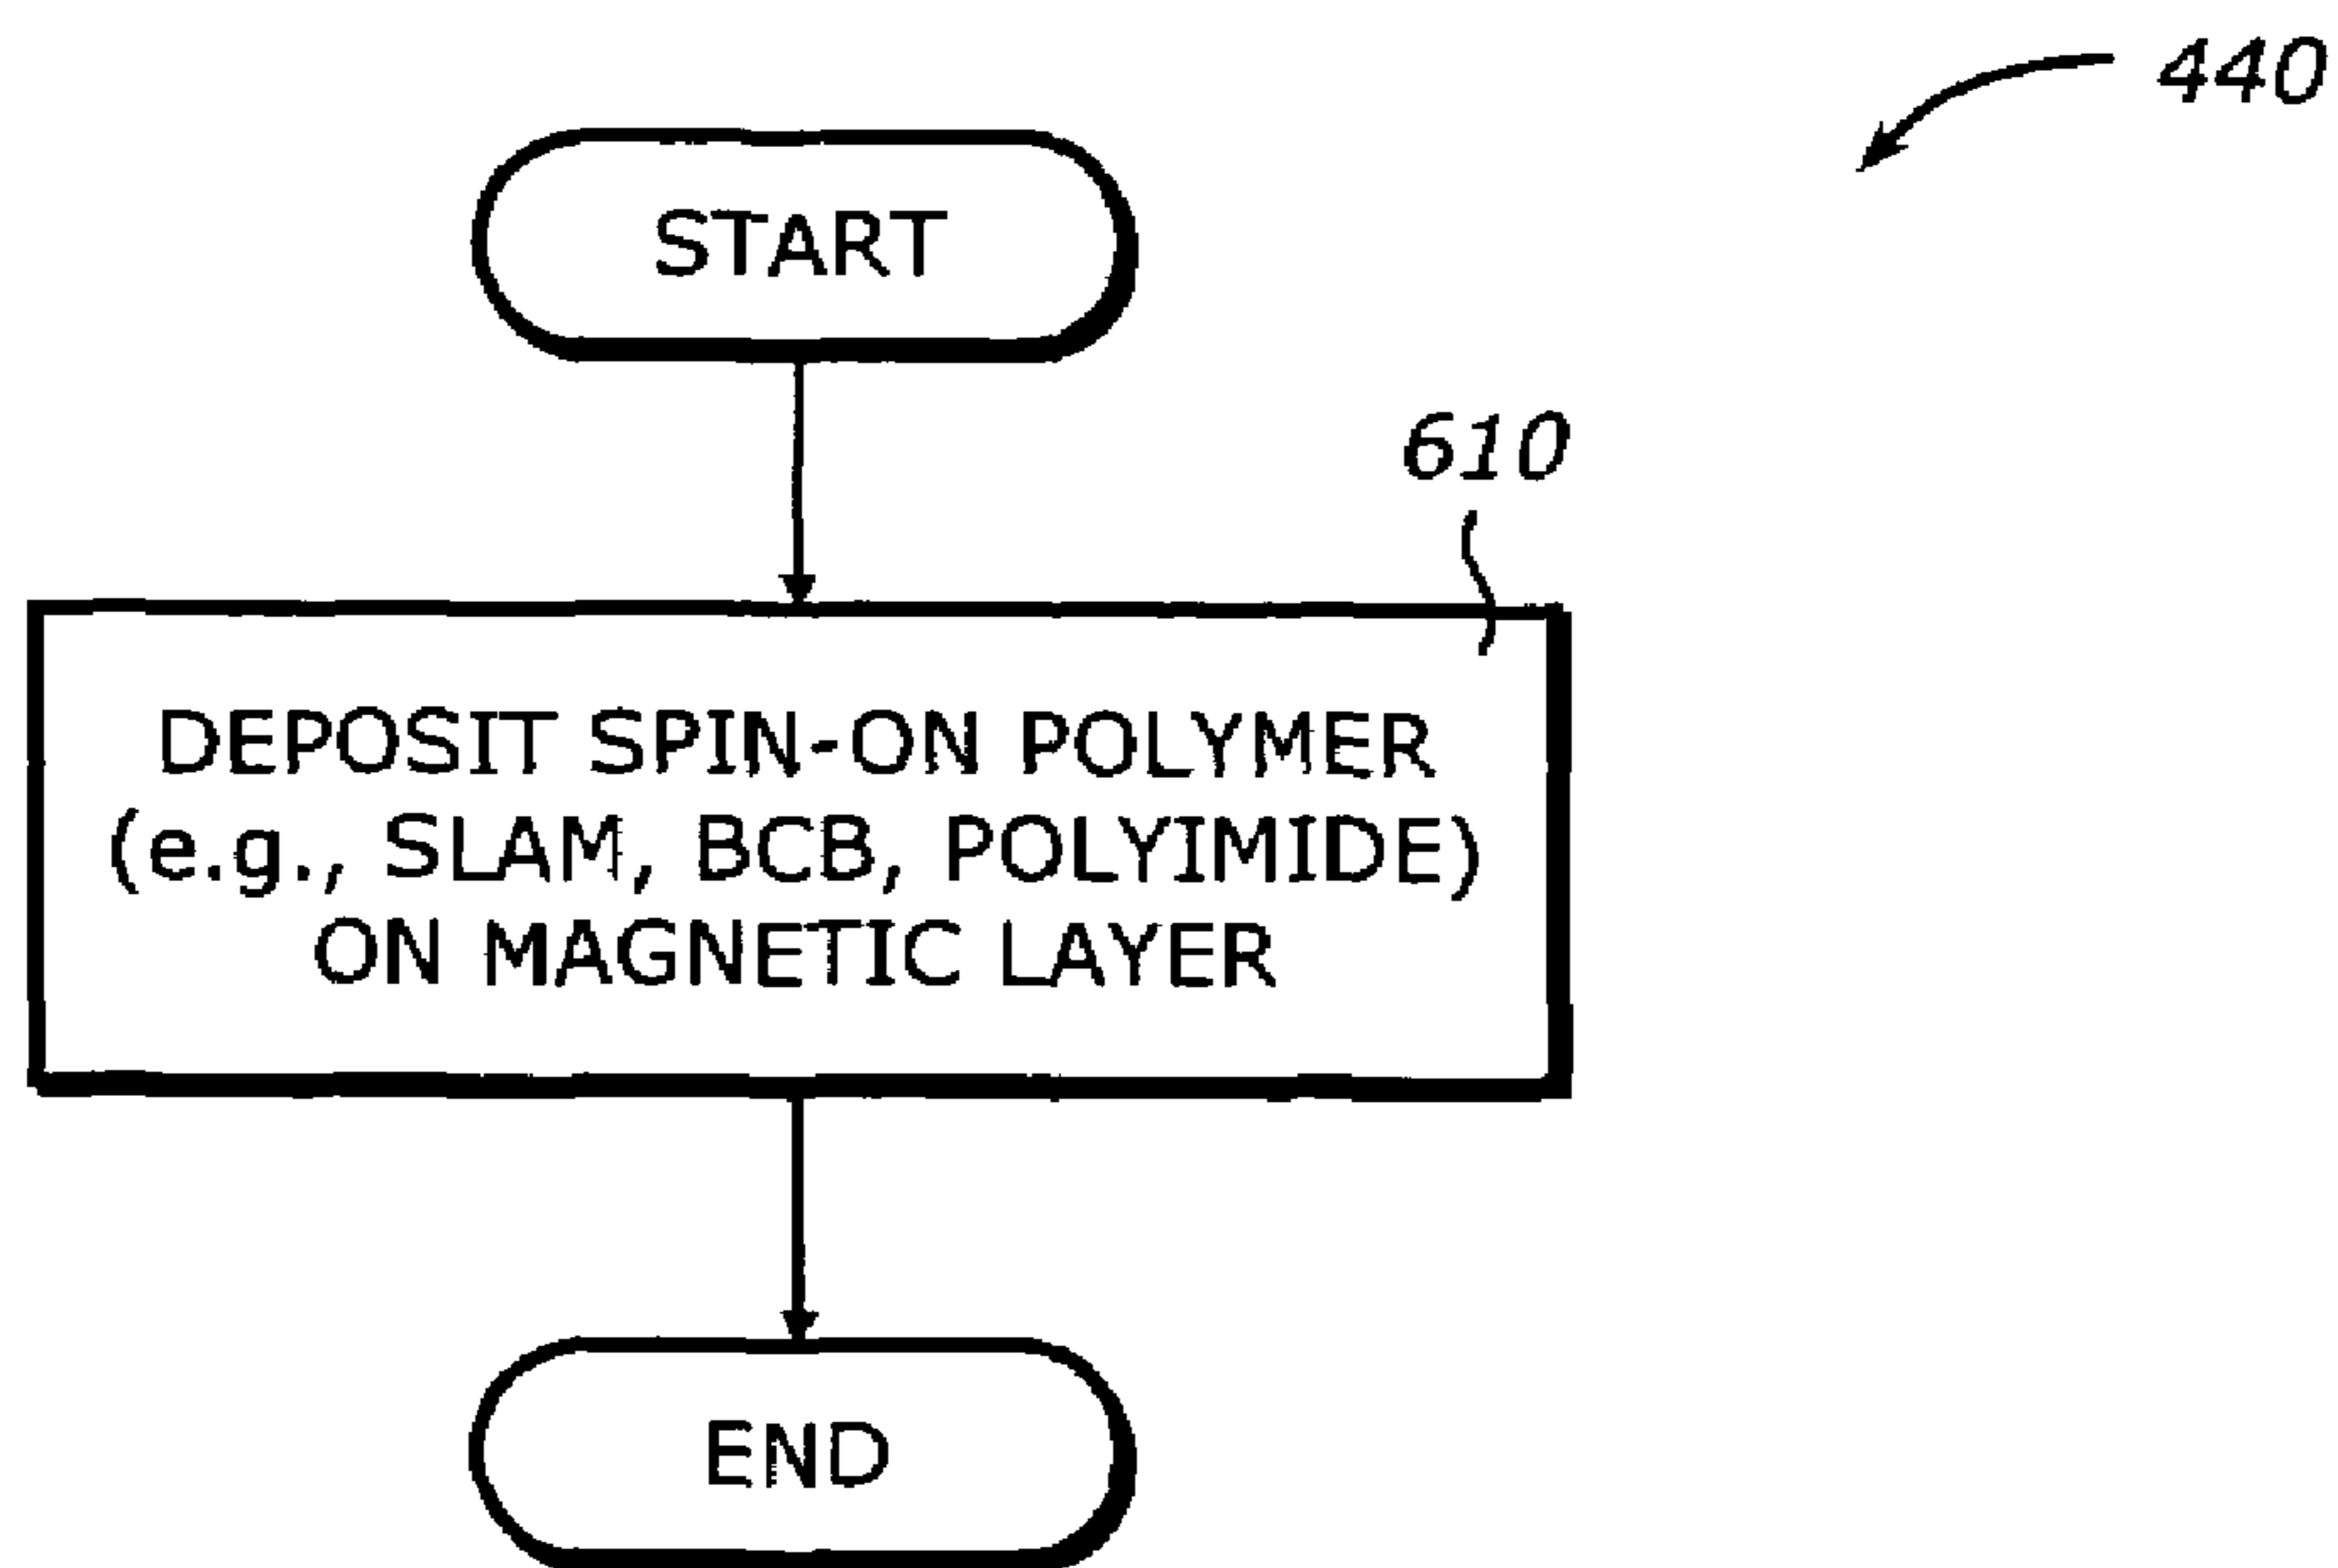 440
START
610
DEPOSIT SPIN-ON POLYMER
(e.g., SLAM, BCB, POLYIMIDE)
ON MAGNETIC LAYER
END